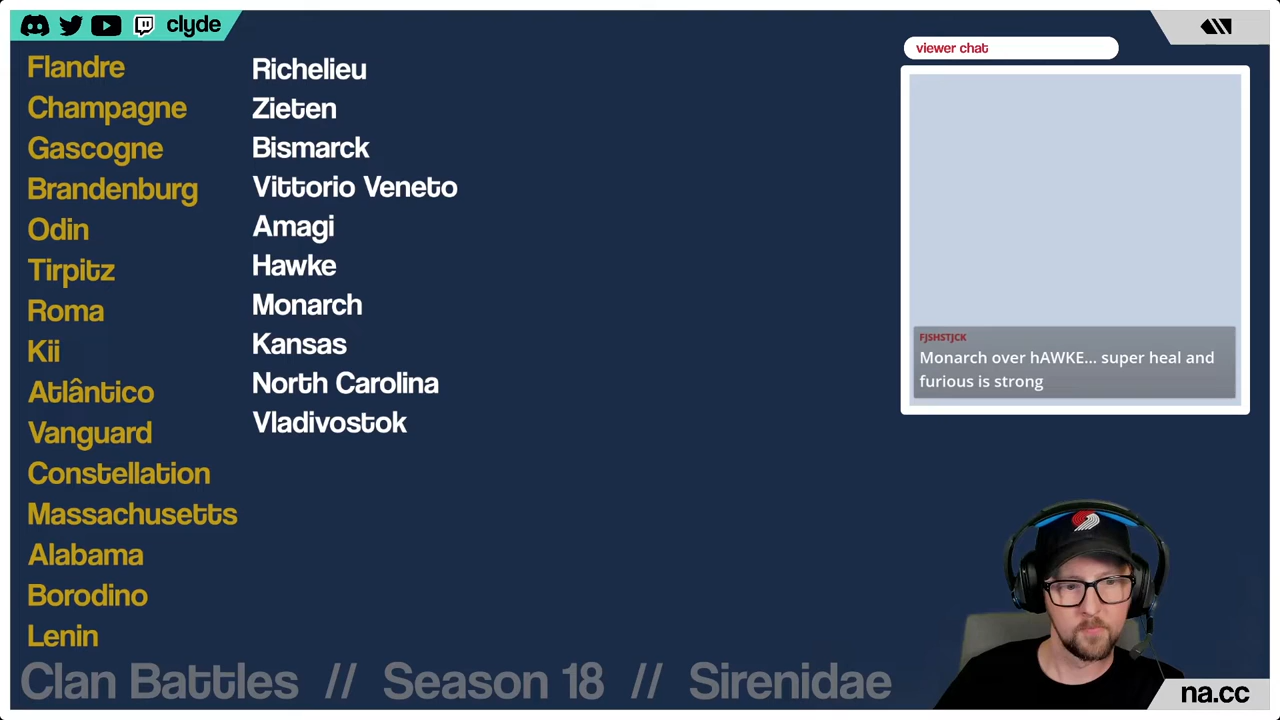 clyde
Flandre
Champagne
Gascogne
Brandenburg
Odin
Tirpitz
Roma
Kii
Atlântico
Vanguard
Constellation
Massachusetts
Alabama
Borodino
Lenin
Richelieu
Zieten
Bismarck
Vittorio Veneto
Amagi
Hawke
Monarch
Kansas
North Carolina
Vladivostok
viewer chat
FJSHSTJCK
Monarch over hAWKE... super heal and
furious is strong
Clan Battles // Season 18 // Sirenidae
na.cc